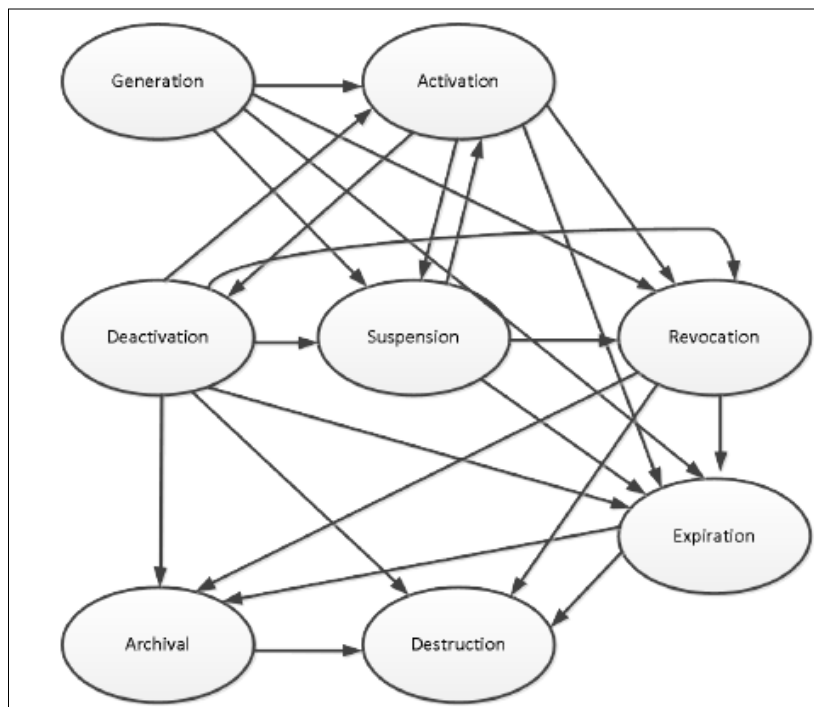 Generation
Activation
Deactivation
Suspension
Revocation
Expiration
Archival
Destruction